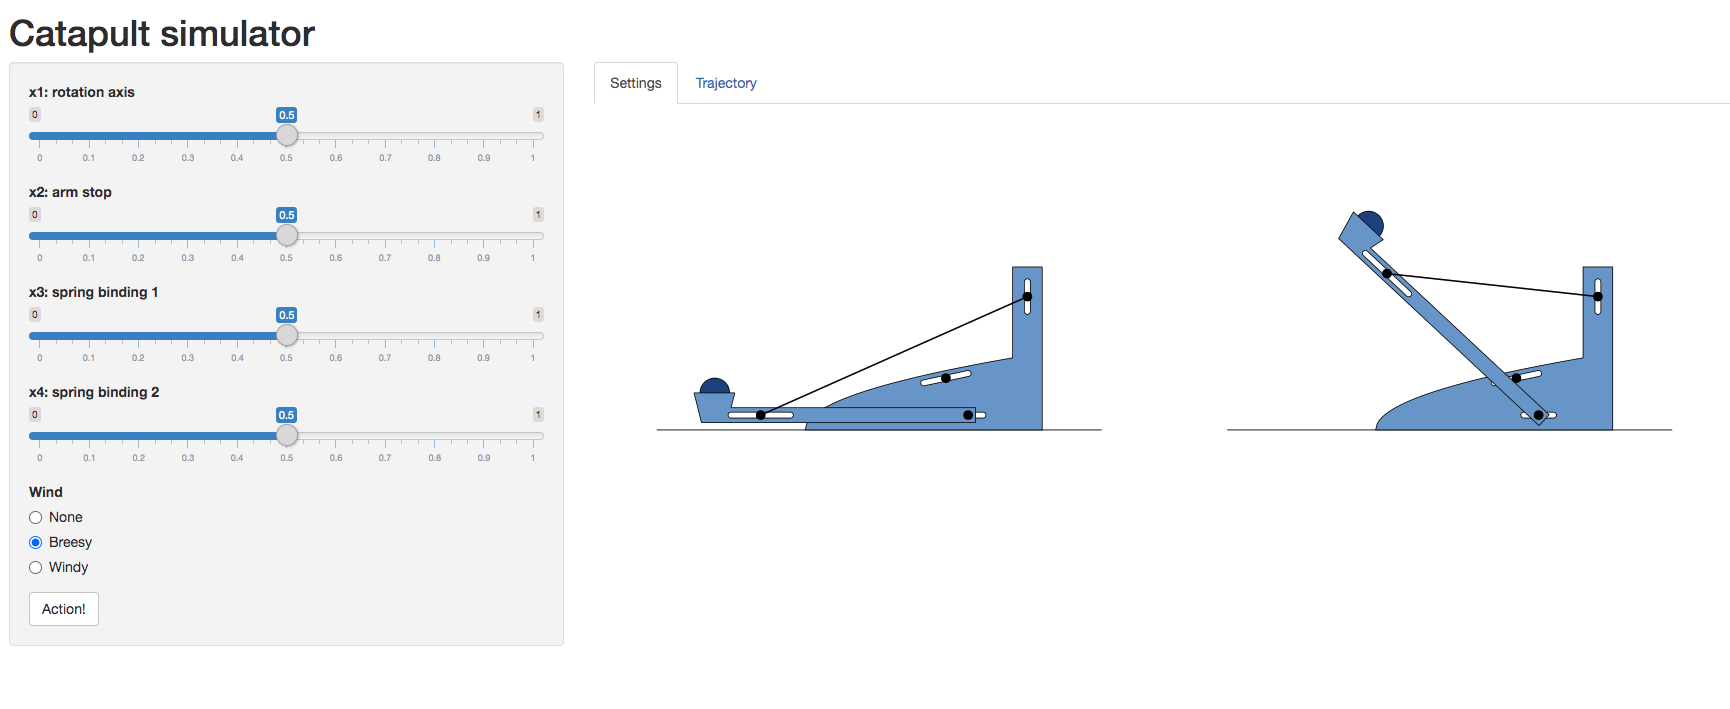 Catapult simulator
Settings
Trajectory
x1: rotation axis
0 0.5 1
0 0.1 0.2 0.3 0.4 0.5 0.6 0.7 0.8 0.9 1
x2: arm stop
0 0.5 1
0 0.1 0.2 0.3 0.4 0.5 0.6 0.7 0.8 0.9 1
x3: spring binding 1
0 0.5 1
0 0.1 0.2 0.3 0.4 0.5 0.6 0.7 0.8 0.9 1
x4: spring binding 2
0 0.5 1
0 0.1 0.2 0.3 0.4 0.5 0.6 0.7 0.8 0.9 1
Wind
None
Breesy
Windy
Action!